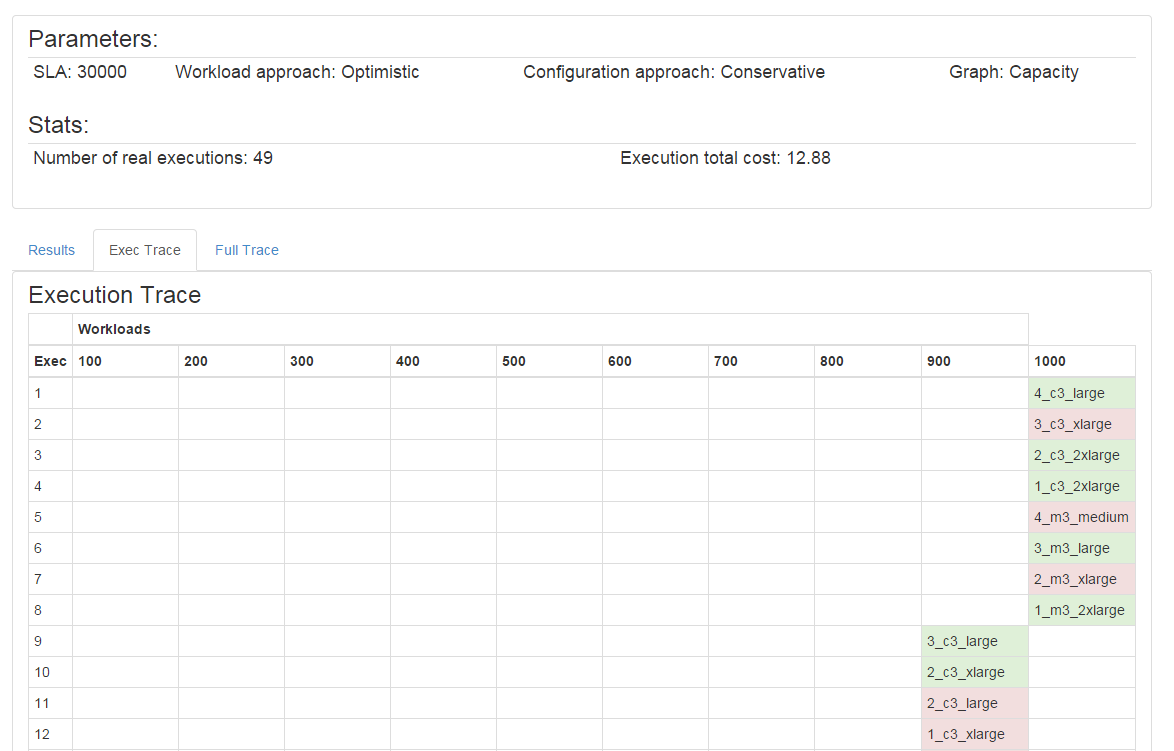 Parameters:
SLA: 30000 Workload approach: Optimistic Configuration approach: Conservative Graph: Capacity
Stats:
Number of real executions: 49 Execution total cost: 12.88
Results Exec Trace Full Trace
Execution Trace
Workloads
Exec 100 200 300 400 500 600 700 800 900 1000
1 4_c3_large
2 3_c3_xlarge
3 2_c3_2xlarge
4 1_c3_2xlarge
5 4_m3_medium
6 3_m3_large
7 2_m3_xlarge
8 1_m3_2xlarge
9 3_c3_large
10 2_c3_xlarge
11 2_c3_large
12 1_c3_xlarge